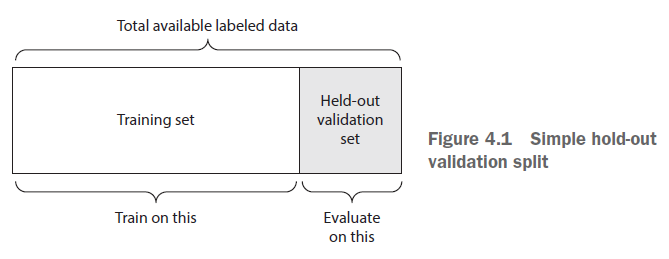 Total available labeled data
Training set
Held-out
validation
set
Train on this
Evaluate
on this
Figure 4.1 Simple hold-out
validation split